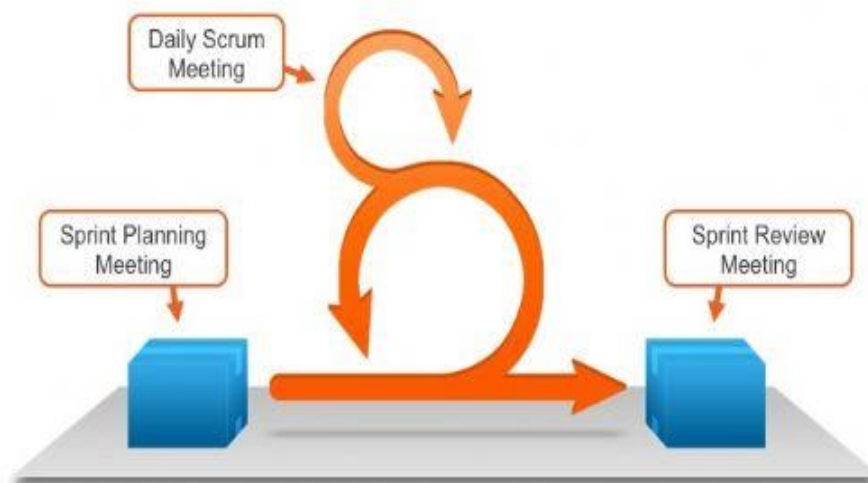 Daily Scrum
Meeting
Sprint Planning
Meeting
Sprint Review
Meeting